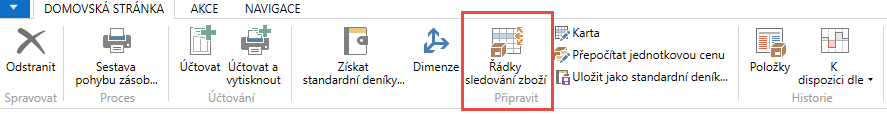 DOMOVSKÁ STRÁNKA AKCE NAVIGACE
Odstranit
Spravovat
Sestava
pohybu zásob...
Proces
Účtovat
Účtovat a
vytisknout
Účtování
Získat
standardní deníky...
Dimenze
Řádky
sledování zboží
Karta
Přepočítat jednotkovou cenu
Uložit jako standardní deník...
Připravit
Položky
K
dispozici dle
Historie